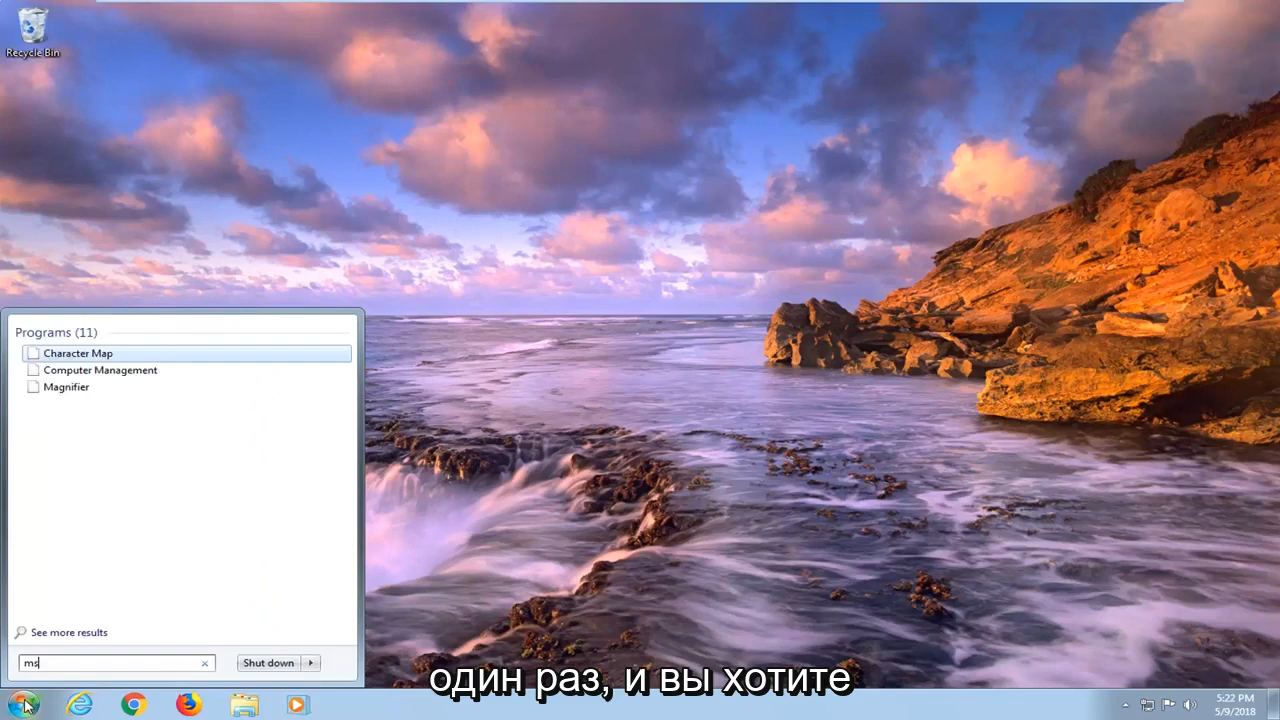 Recycle Bin
Programs (11)
Character Map
Computer Management
Magnifier
See more results
ms
Shut down
один раз, и вы хотите
5:22 PM
5/9/2018